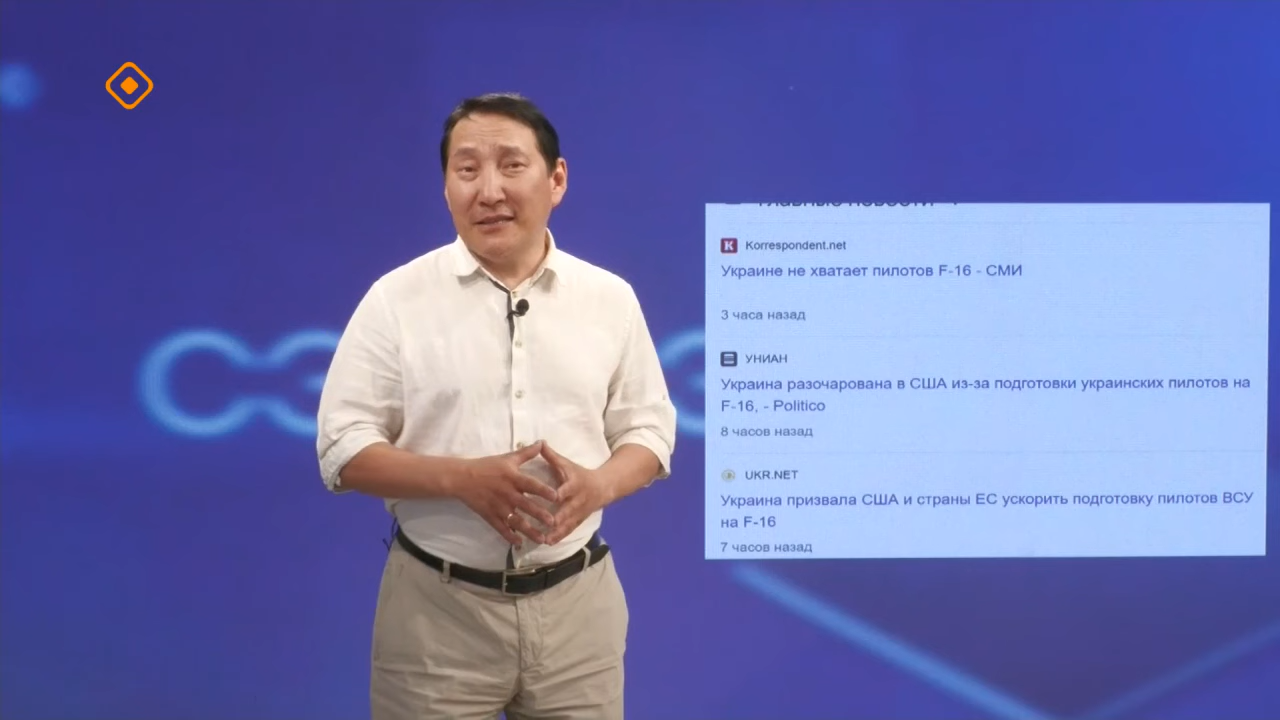 Главные новости
Korrespondent.net
Украине не хватает пилотов F-16 - СМИ
3 часа назад
УНИАН
Украина разочарована в США из-за подготовки украинских пилотов на
F-16, - Politico
8 часов назад
UKR.NET
Украина призвала США и страны ЕС ускорить подготовку пилотов ВСУ
на F-16
7 часов назад